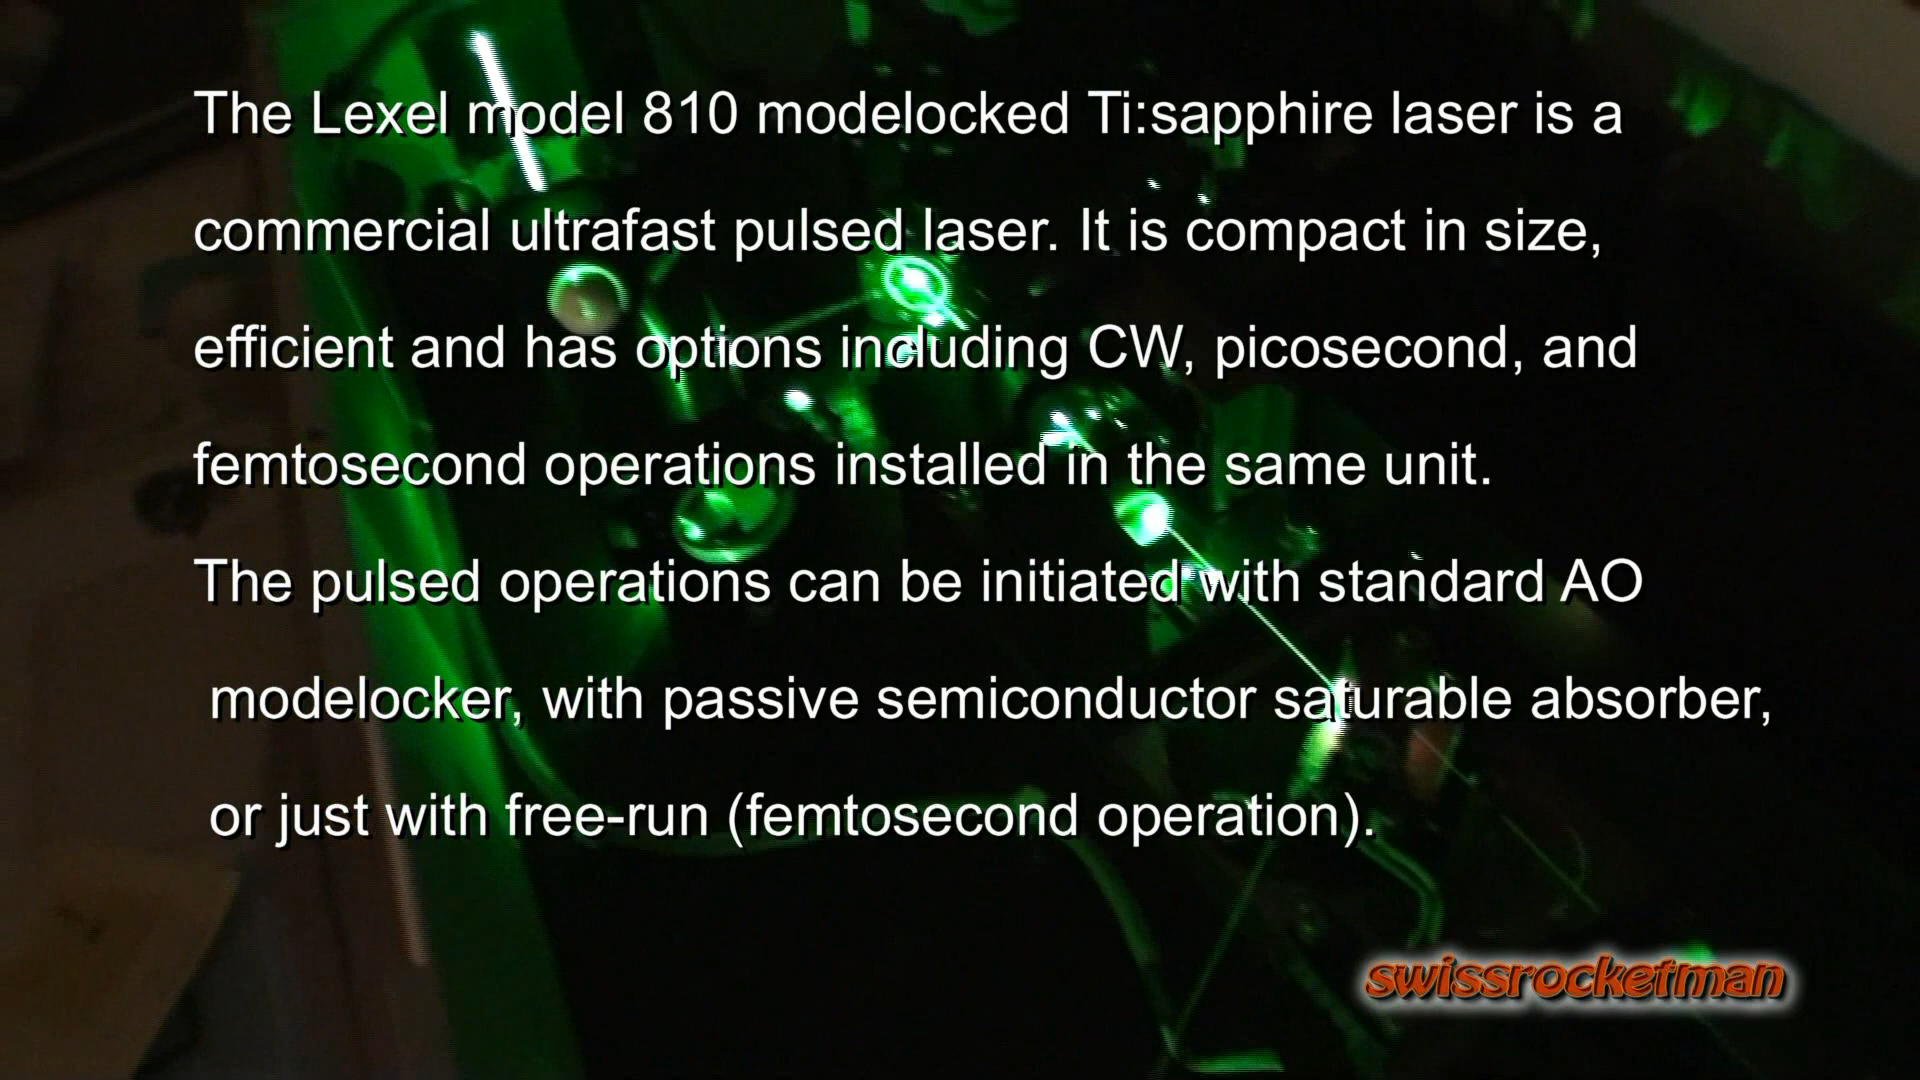 The Lexel model 810 modelocked Ti:sapphire laser is a
commercial ultrafast pulsed laser. It is compact in size,
efficient and has options including CW, picosecond, and
femtosecond operations installed in the same unit.
The pulsed operations can be initiated with standard AO
modelocker, with passive semiconductor saturable absorber,
or just with free-run (femtosecond operation).
swissrocketman